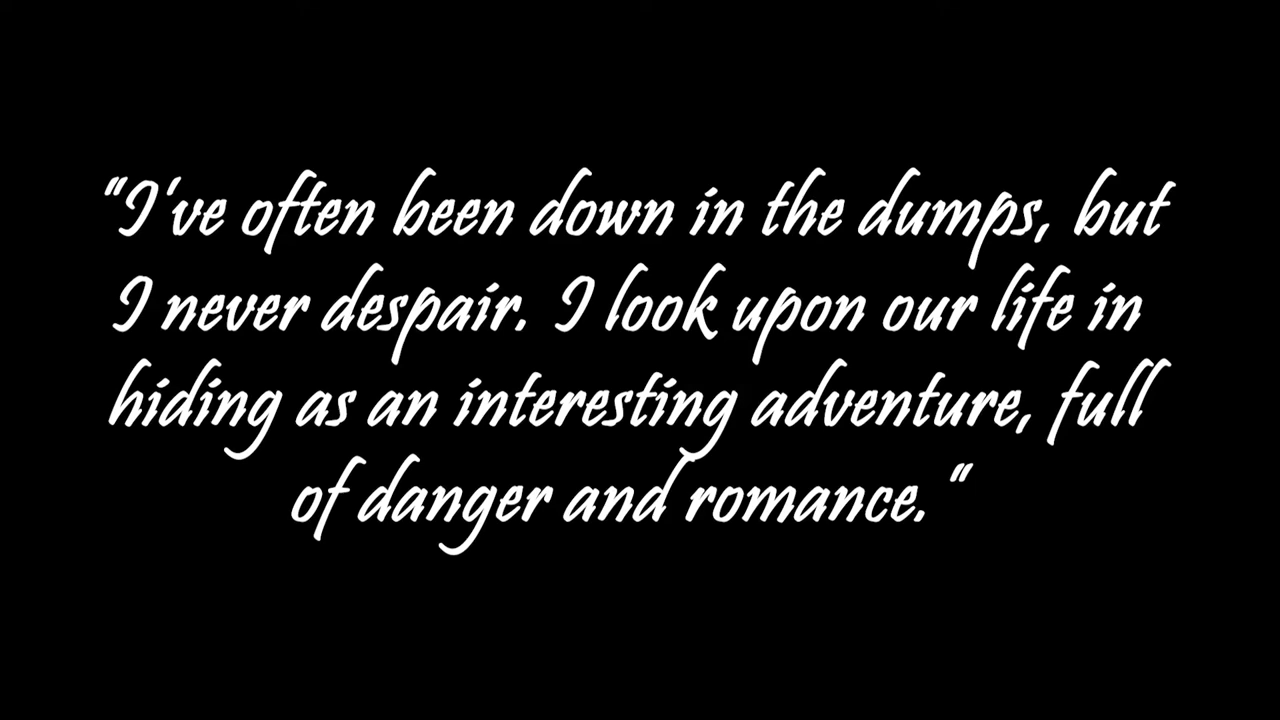 "I've often been down in the dumps, but
I never despair. I look upon our life in
hiding as an interesting adventure, full
of danger and romance."